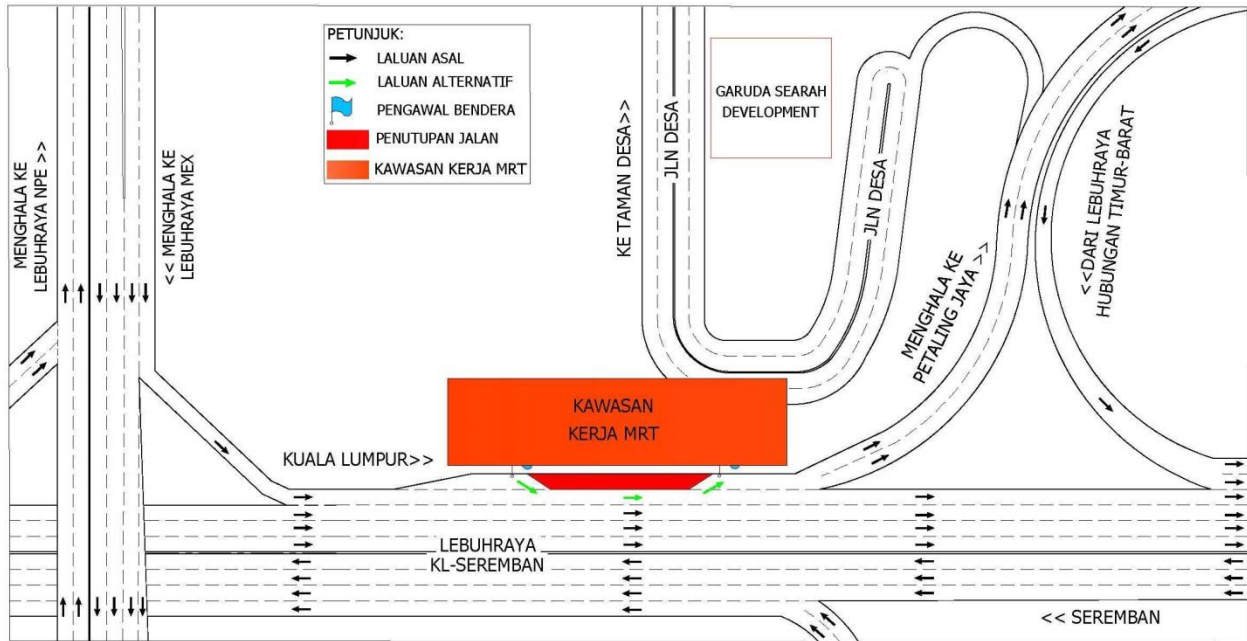 PETUNJUK:
LALUAN ASAL
LALUAN ALTERNATIF
PENGAWAL BENDERA
PENUTUPAN JALAN
KAWASAN KERJA MRT
MENGHALA KE
LEBUHRAYA NPE >>
<< MENGHALA KE
LEBUHRAYA MEX
KE TAMAN DESA>>
JLN DESA
GARUDA SEARAH
DEVELOPMENT
JLN DESA
MENGHALA KE
PETALING JAYA >>
<<DARI LEBUHRAYA
HUBUNGAN TIMUR-BARAT
KAWASAN
KERJA MRT
KUALA LUMPUR>>
LEBUHRAYA
KL-SEREMBAN
<< SEREMBAN